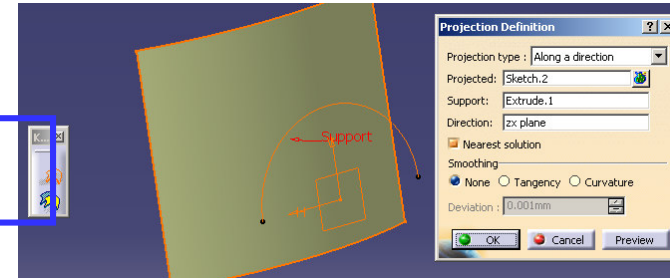 Projection Definition
Projection type : Along a direction
Projected: Sketch.2
Support: Extrude.1
Direction: zx plane
Nearest solution
Smoothing
None Tangency Curvature
Deviation : 0.001mm
OK Cancel Preview
K...
Support